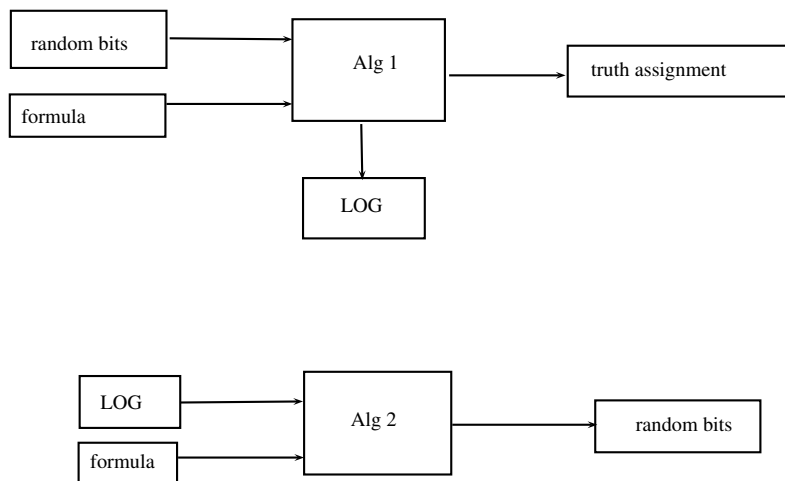 random bits
Alg 1
truth assignment
formula
LOG
LOG
Alg 2
random bits
formula